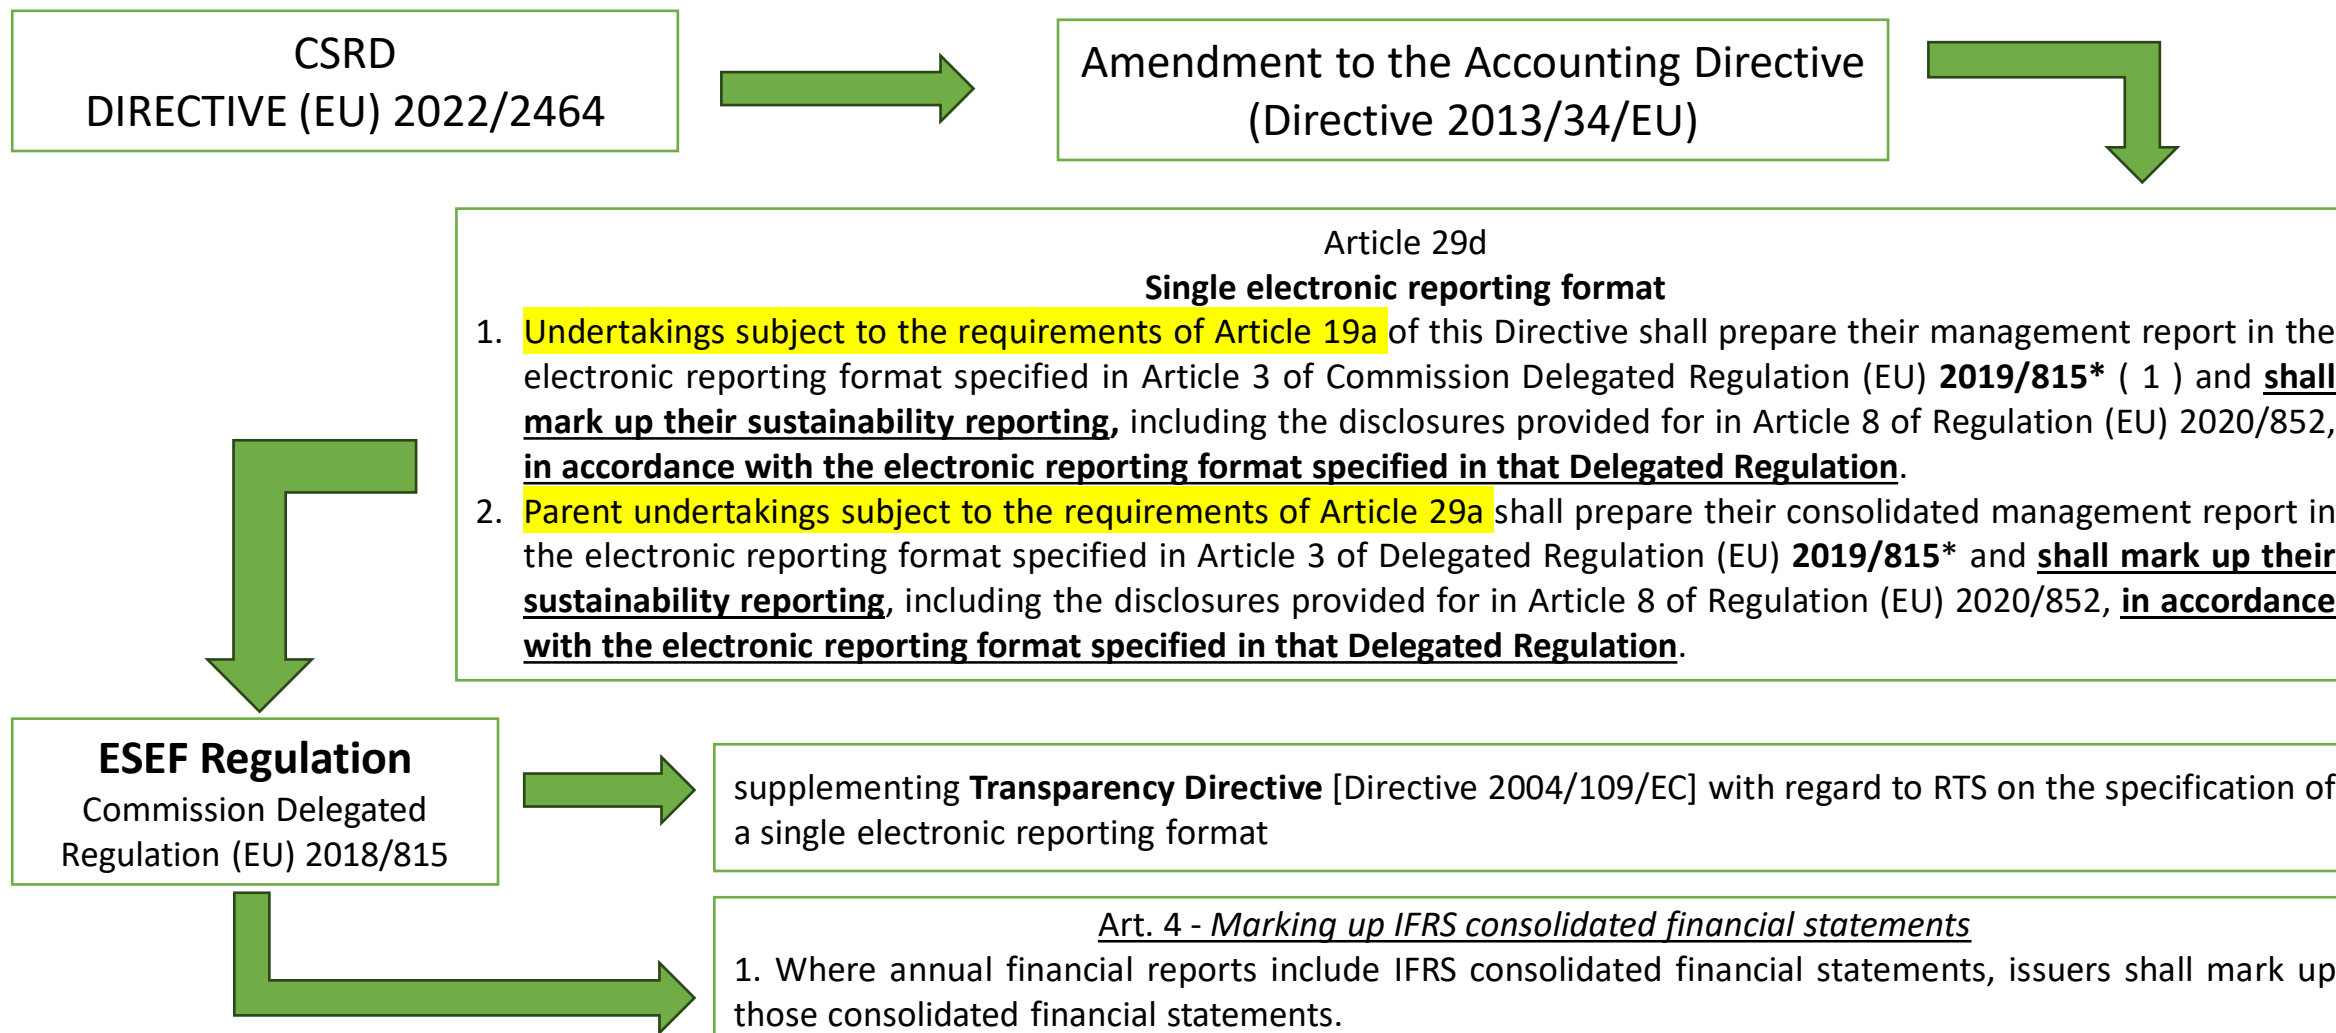 CSRD
DIRECTIVE (EU) 2022/2464
Amendment to the Accounting Directive
(Directive 2013/34/EU)
Article 29d
Single electronic reporting format
1. Undertakings subject to the requirements of Article 19a of this Directive shall prepare their management report in the
electronic reporting format specified in Article 3 of Commission Delegated Regulation (EU) 2019/815* ( 1 ) and shall
mark up their sustainability reporting, including the disclosures provided for in Article 8 of Regulation (EU) 2020/852,
in accordance with the electronic reporting format specified in that Delegated Regulation.
2. Parent undertakings subject to the requirements of Article 29a shall prepare their consolidated management report in
the electronic reporting format specified in Article 3 of Delegated Regulation (EU) 2019/815* and shall mark up their
sustainability reporting, including the disclosures provided for in Article 8 of Regulation (EU) 2020/852, in accordance
with the electronic reporting format specified in that Delegated Regulation.
ESEF Regulation
Commission Delegated
Regulation (EU) 2018/815
supplementing Transparency Directive [Directive 2004/109/EC] with regard to RTS on the specification of
a single electronic reporting format
Art. 4 - Marking up IFRS consolidated financial statements
1. Where annual financial reports include IFRS consolidated financial statements, issuers shall mark up
those consolidated financial statements.